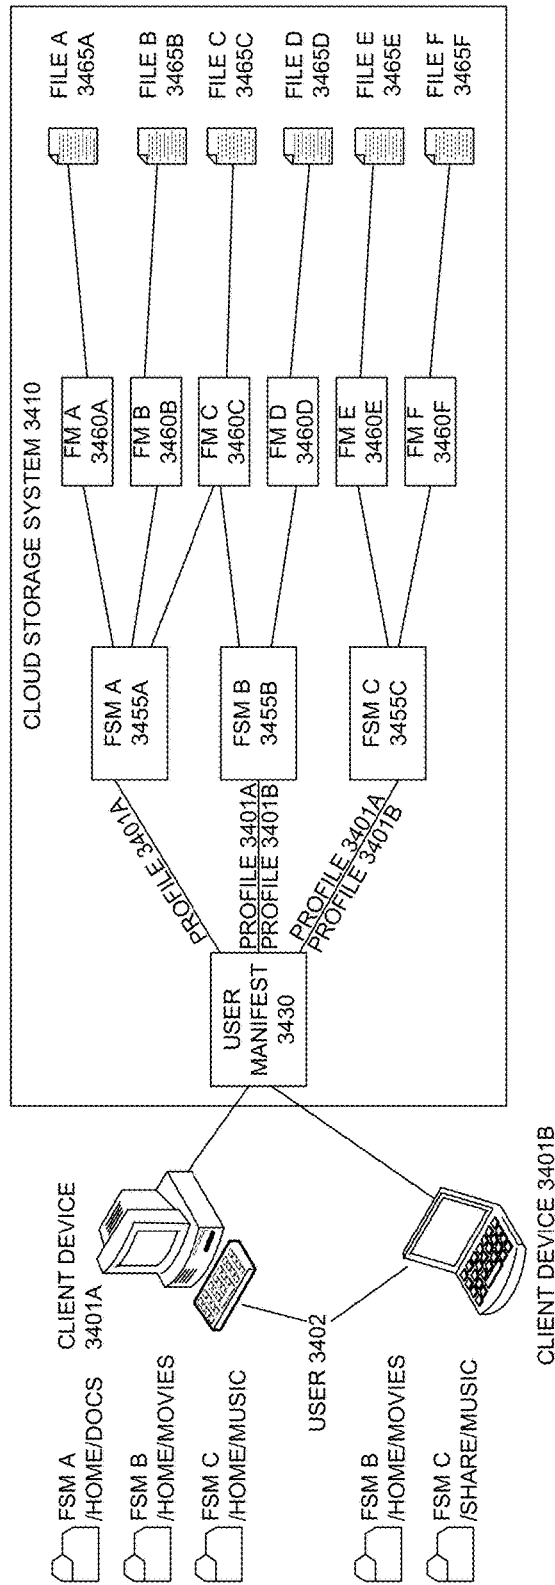 FSM A
/HOME/DOCS
FSM B
/HOME/MOVIES
FSM C
/HOME/MUSIC
CLIENT DEVICE
3401A
USER 3402
FSM B
/HOME/MOVIES
FSM C
/SHARE/MUSIC
CLIENT DEVICE 3401B
CLOUD STORAGE SYSTEM 3410
USER
MANIFEST
3430
PROFILE 3401A
PROFILE 3401A
PROFILE 3401B
PROFILE 3401A
PROFILE 3401B
FSM A
3455A
FSM B
3455B
FSM C
3455C
FM A
3460A
FM B
3460B
FM C
3460C
FM D
3460D
FM E
3460E
FM F
3460F
FILE A
3465A
FILE B
3465B
FILE C
3465C
FILE D
3465D
FILE E
3465E
FILE F
3465F